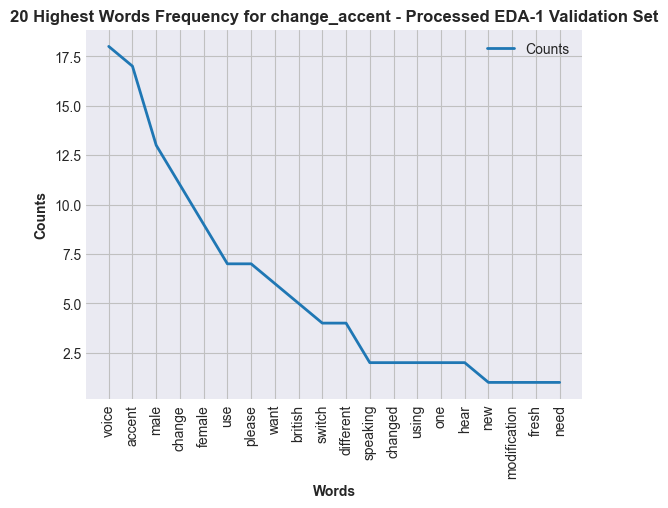 20 Highest Words Frequency for change_accent - Processed EDA-1 Validation Set
Counts
17.5
15.0
12.5
10.0
7.5
5.0
2.5
Counts
voice
accent
male
change
female
use
please
want
british
switch
different
speaking
changed
using
one
hear
new
modification
fresh
need
Words